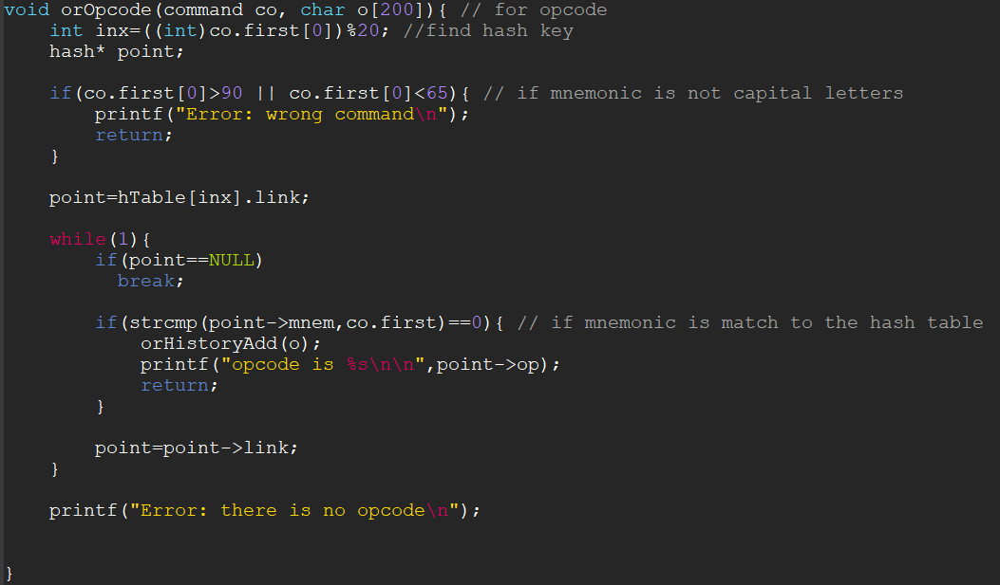 void orOpcode(command co, char o[200]){ // for opcode
    int inx=((int)co.first[0])%20; //find hash key
    hash* point;

    if(co.first[0]>90 || co.first[0]<65){ // if mnemonic is not capital letters
        printf("Error: wrong command\n");
        return;
    }

    point=hTable[inx].link;

    while(1){
        if(point==NULL)
          break;

        if(strcmp(point->mnem,co.first)==0){ // if mnemonic is match to the hash table
            orHistoryAdd(o);
            printf("opcode is %s\n\n",point->op);
            return;
        }

        point=point->link;
    }

    printf("Error: there is no opcode\n");


}